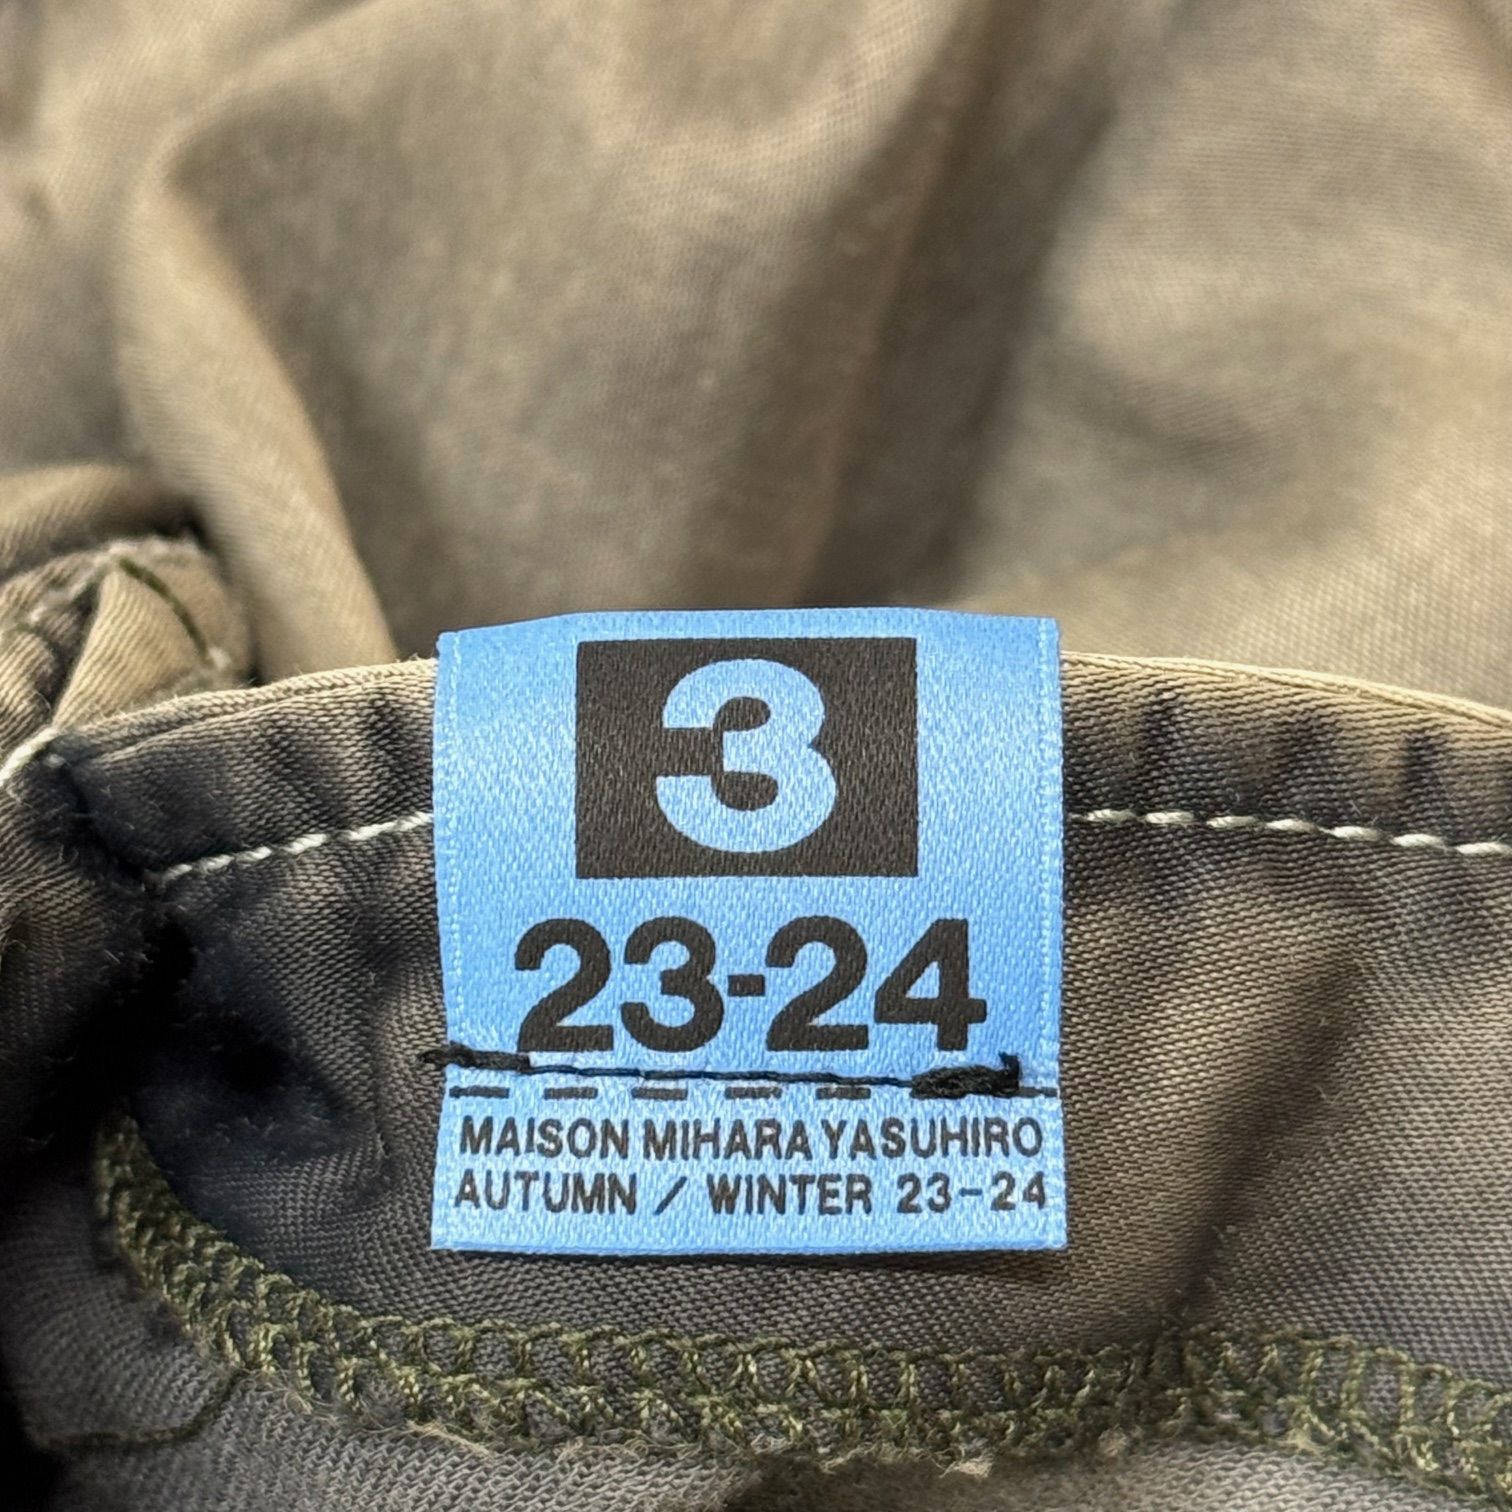 3
23-24
MAISON MIHARA YASUHIRO
AUTUMN / WINTER 23-24